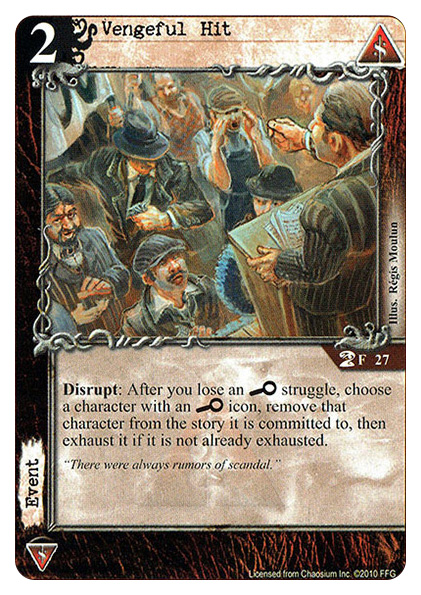 2
Vengeful Hit
Illus. Régis Moulun
F 27
Disrupt: After you lose an struggle, choose
a character with an icon, remove that
character from the story it is committed to, then
exhaust it if it is not already exhausted.
"There were always rumors of scandal."
Event
Licensed from Chaosium Inc. ©2010 FFG